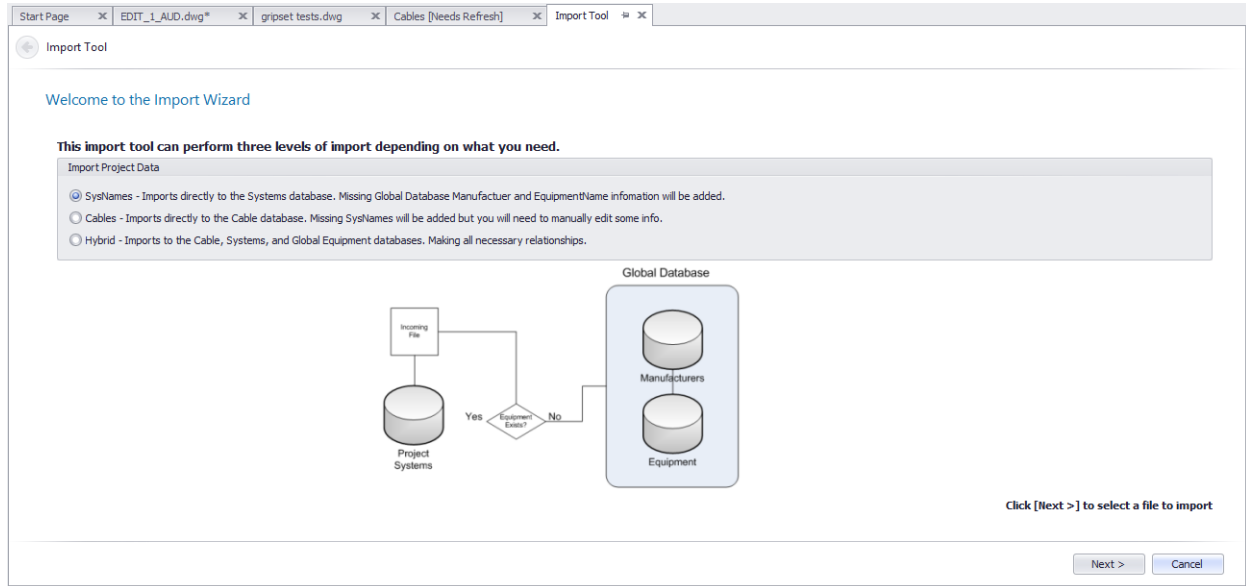 Start Page
EDIT_1_AUD.dwg*
gripset tests.dwg
Cables [Needs Refresh]
Import Tool
Import Tool
Welcome to the Import Wizard
This import tool can perform three levels of import depending on what you need.
Import Project Data
SysNames - Imports directly to the Systems database. Missing Global Database Manufactuer and EquipmentName infomation will be added.
Cables - Imports directly to the Cable database. Missing SysNames will be added but you will need to manually edit some info.
Hybrid - Imports to the Cable, Systems, and Global Equipment databases. Making all necessary relationships.
Global Database
Incoming
File
Manufacturers
Yes
Equipment
Exists?
No
Project
Systems
Equipment
Click [Next >] to select a file to import
Next >
Cancel